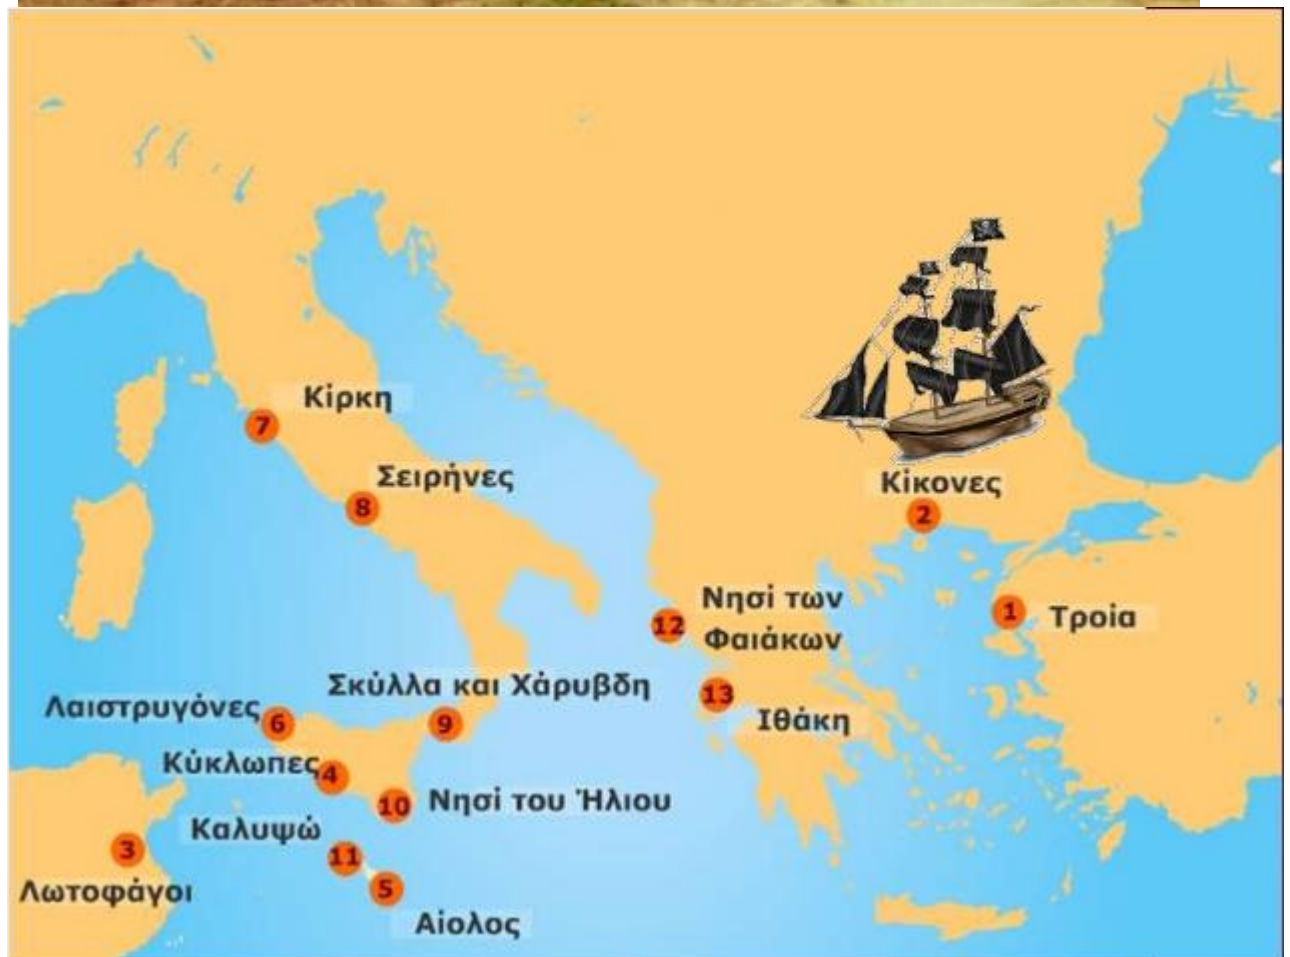 Κίρκη
7
Σειρήνες
8
Κίκονες
2
Νησί των
Φαιάκων
12
1
Τροία
Σκύλλα και Χάρυβδη
13
Λαιστρυγόνες
6
9
Ιθάκη
Κύκλωπες
4
10
Νησί του Ήλιου
Καλυψώ
11
3
5
Λωτοφάγοι
Αίολος